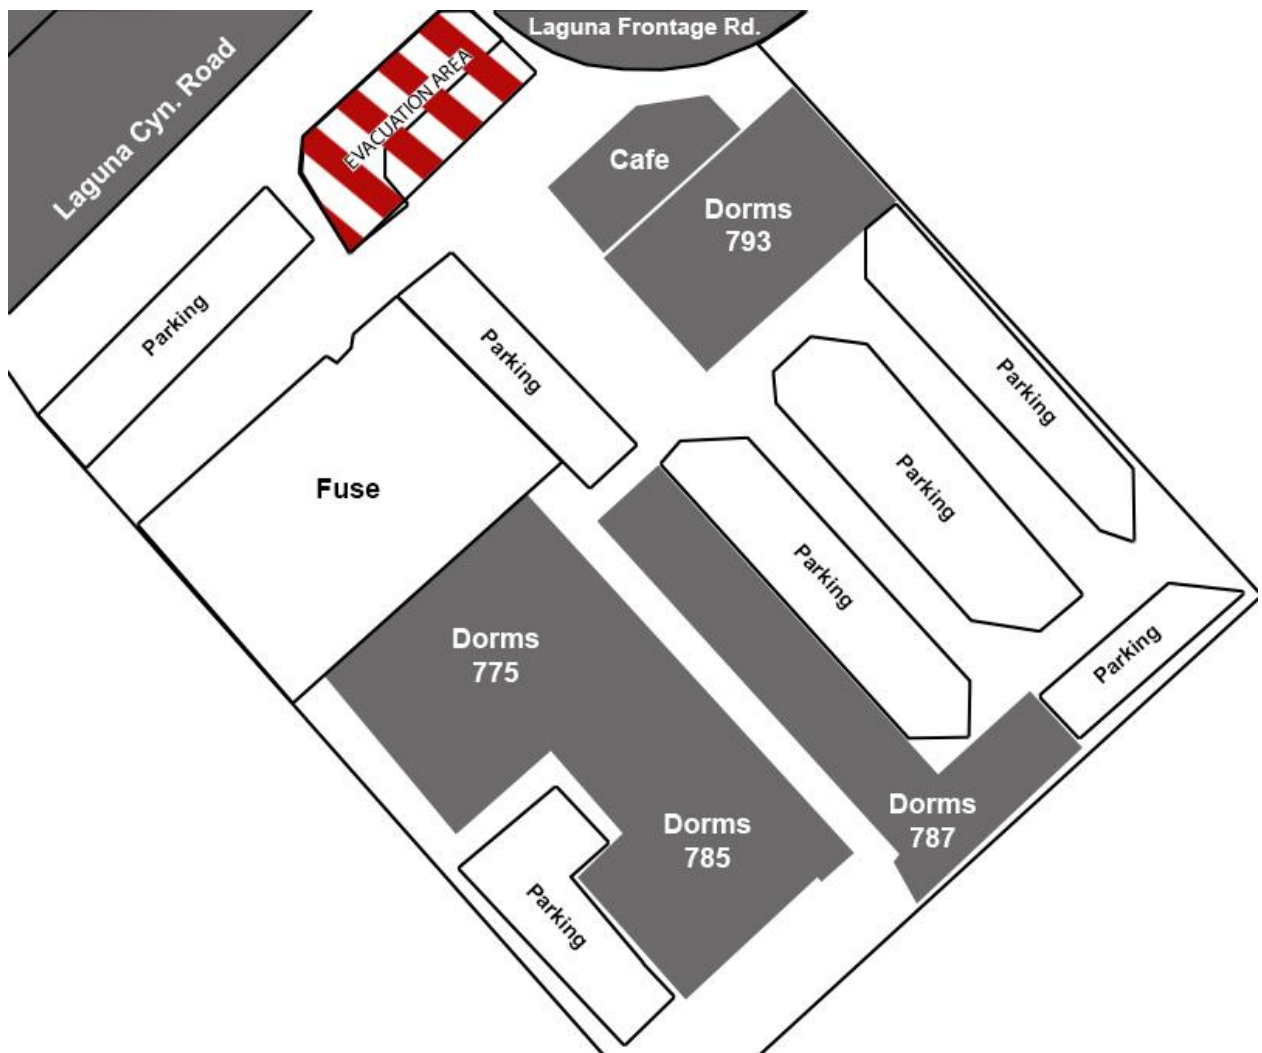 Laguna Frontage Rd.
Laguna Cyn. Road
EVACUATION AREA
Cafe
Dorms
793
Parking
Parking
Parking
Parking
Fuse
Parking
Dorms
775
Parking
Dorms
787
Dorms
785
Parking